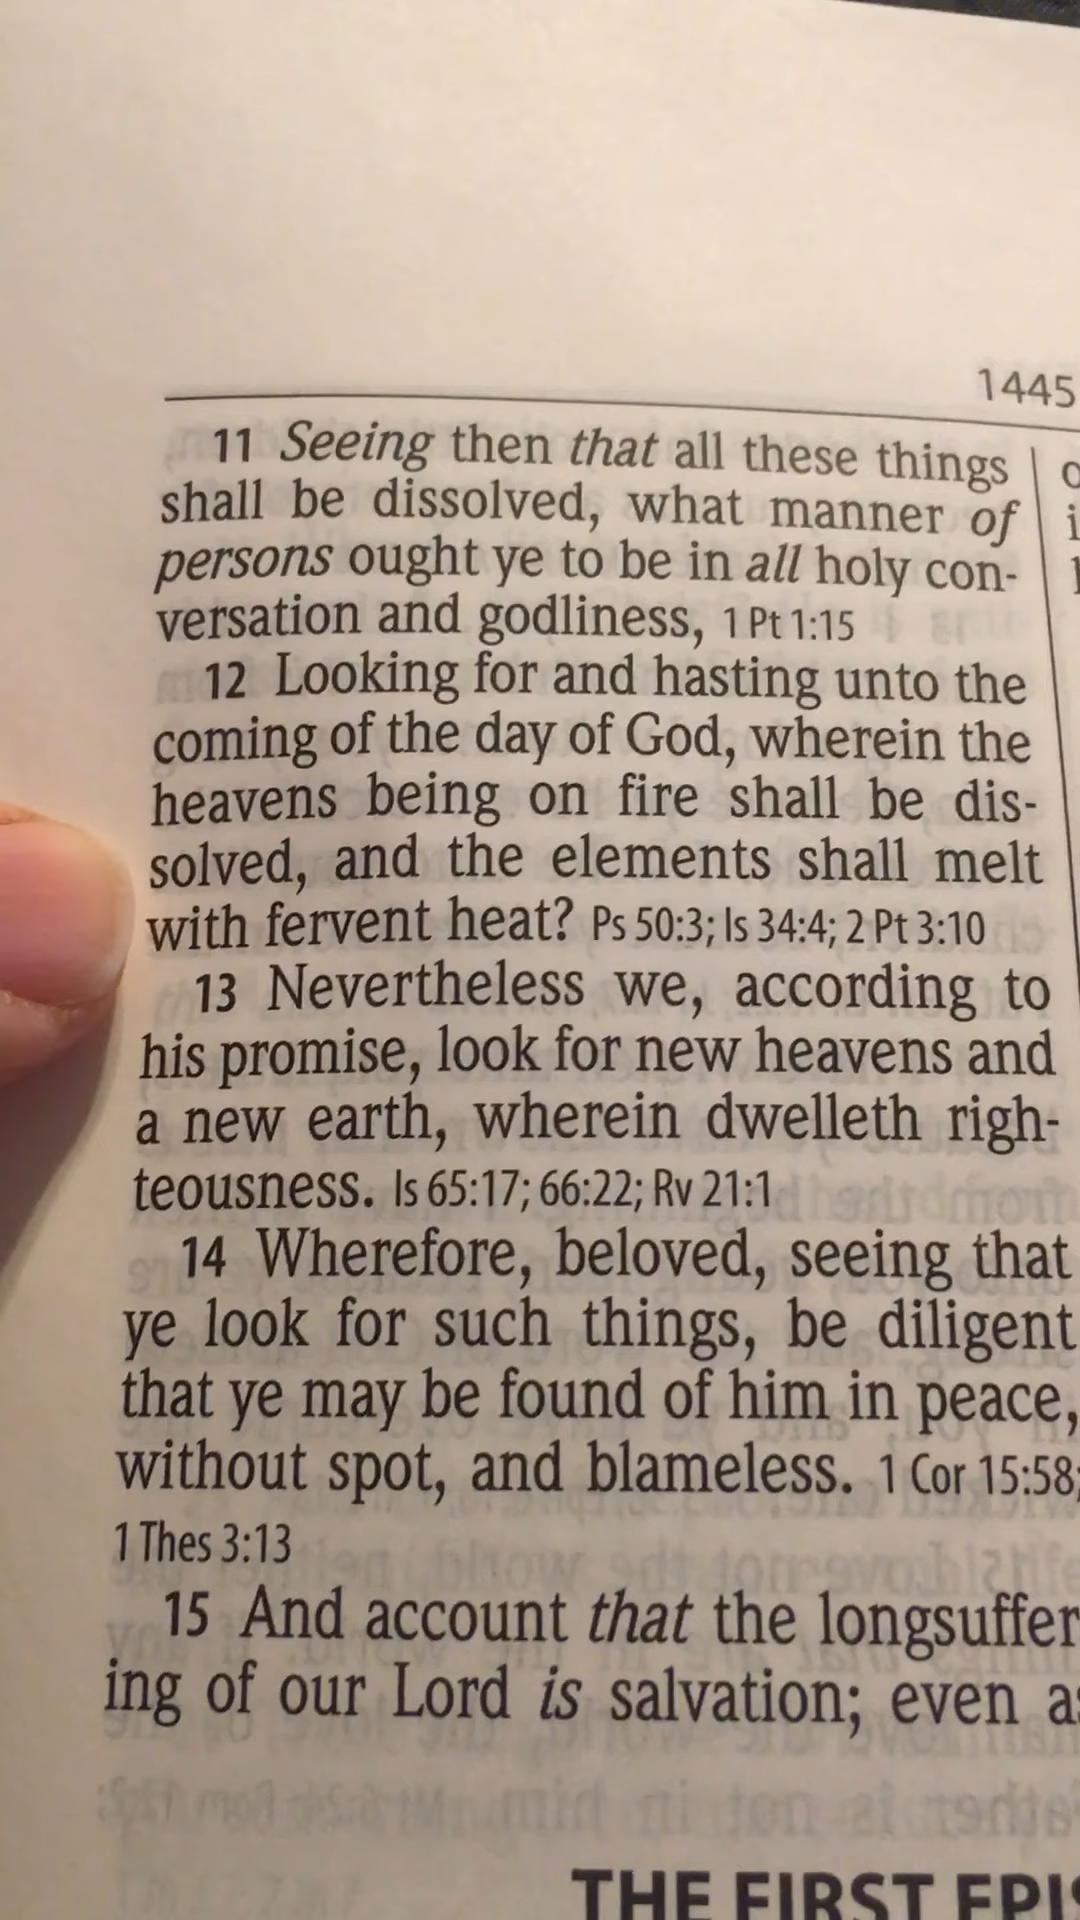 1445
11 Seeing then that all these things
shall be dissolved, what manner of
persons ought ye to be in all holy con-
versation and godliness, 1 Pt 1:15
12 Looking for and hasting unto the
coming of the day of God, wherein the
heavens being on fire shall be dis-
solved, and the elements shall melt
with fervent heat? Ps 50:3; Is 34:4; 2 Pt 3:10
13 Nevertheless we, according to
his promise, look for new heavens and
a new earth, wherein dwelleth righ-
teousness. Is 65:17; 66:22; Rv 21:1
14 Wherefore, beloved, seeing that
ye look for such things, be diligent
that ye may be found of him in peace,
without spot, and blameless. 1 Cor 15:58;
1 Thes 3:13
15 And account that the longsuffer
ing of our Lord is salvation; even
THE FIRST